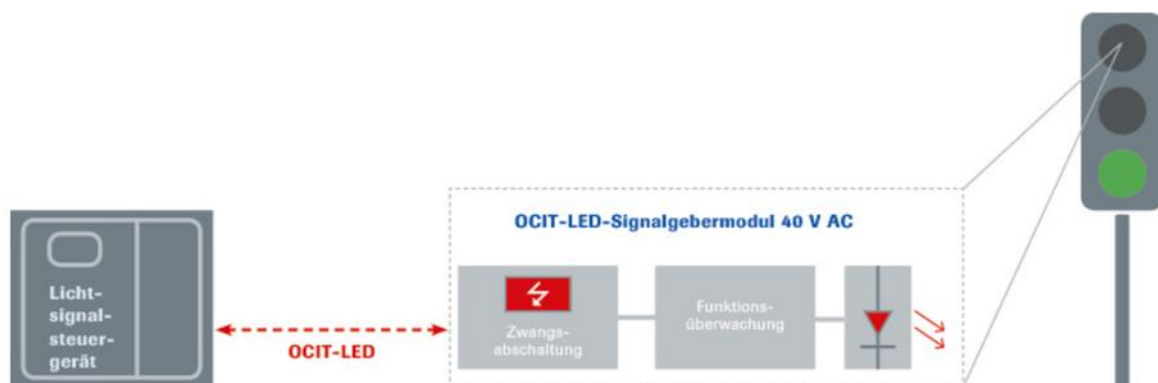 OCIT-LED-Signalgebermodul 40 V AC
Licht-
signal-
steuer-
gerät
OCIT-LED
Zwangs-
abschaltung
Funktions-
überwachung